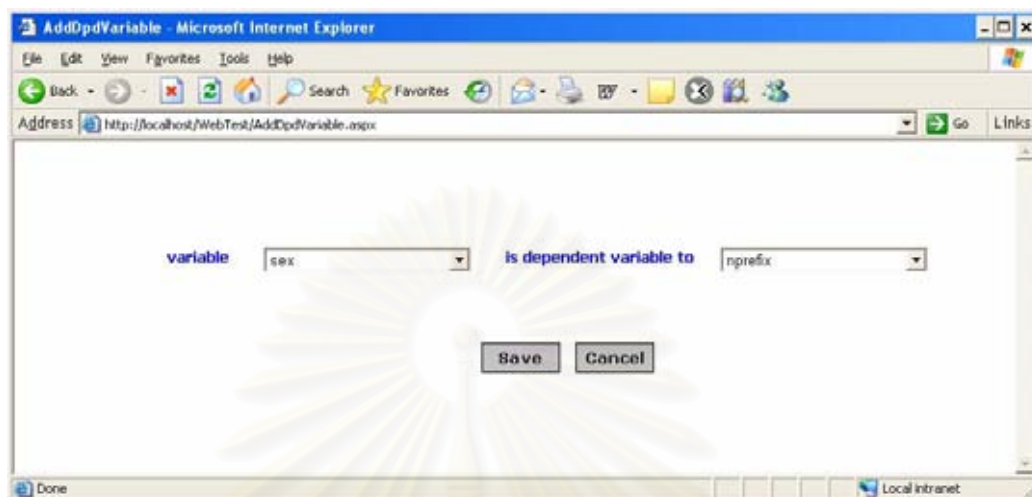 AddDpdVariable - Microsoft Internet Explorer
File Edit View Favorites Tools Help
Back Search Favorites
Address http://localhost/WebTest/AddDpdVariable.aspx Go Links
variable sex is dependent variable to nprefix
Save Cancel
Done Local intranet